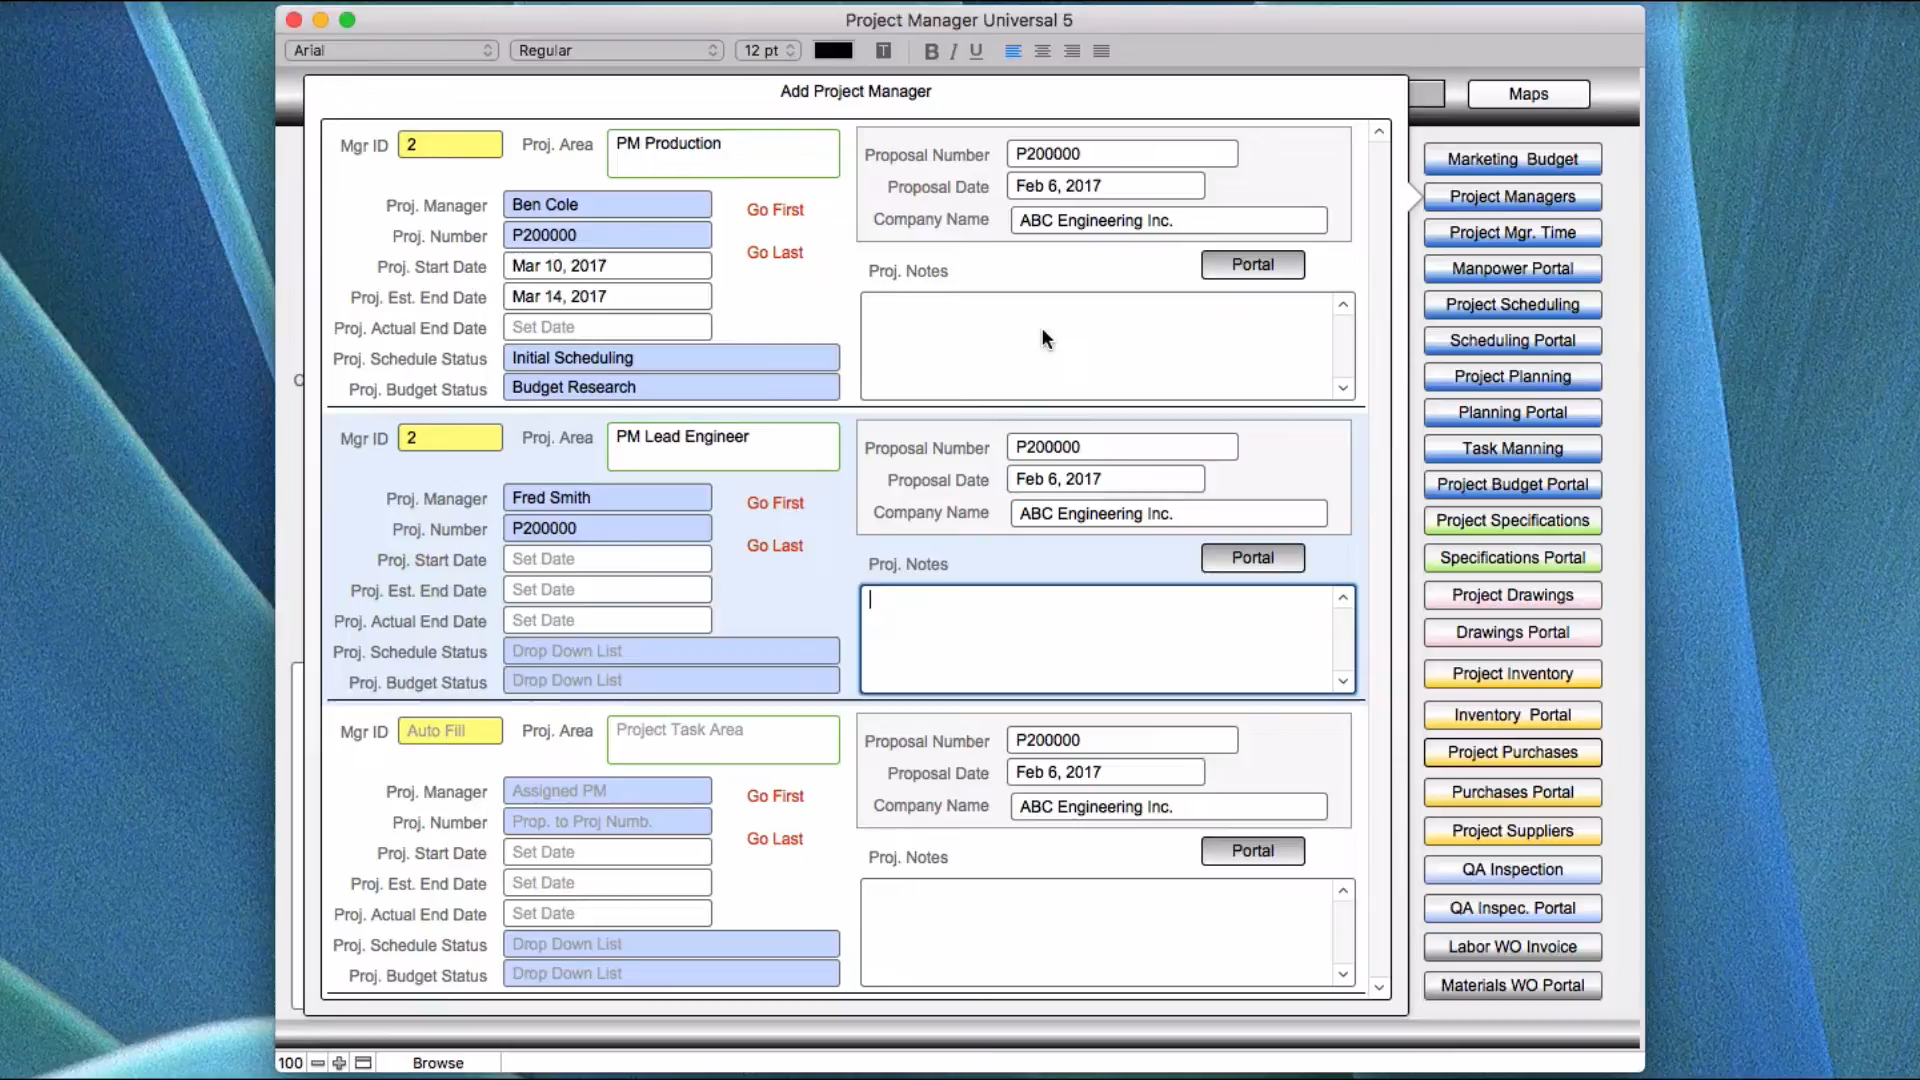 Project Manager Universal 5
Arial
Regular
12 pt
T
B I U
Maps
Add Project Manager
Mgr ID 2 Proj. Area PM Production
Proj. Manager Ben Cole Go First
Proj. Number P200000
Proj. Start Date Mar 10, 2017 Go Last
Proj. Est. End Date Mar 14, 2017
Proj. Actual End Date Set Date
Proj. Schedule Status Initial Scheduling
Proj. Budget Status Budget Research
Proposal Number P200000
Proposal Date Feb 6, 2017
Company Name ABC Engineering Inc.
Proj. Notes Portal
Mgr ID 2 Proj. Area PM Lead Engineer
Proj. Manager Fred Smith Go First
Proj. Number P200000
Go Last
Proj. Start Date Set Date
Proj. Est. End Date Set Date
Proj. Actual End Date Set Date
Proj. Schedule Status Drop Down List
Proj. Budget Status Drop Down List
Proposal Number P200000
Proposal Date Feb 6, 2017
Company Name ABC Engineering Inc.
Proj. Notes Portal
Mgr ID Auto Fill Proj. Area Project Task Area
Proj. Manager Assigned PM Go First
Proj. Number Prop. to Proj Numb.
Go Last
Proj. Start Date Set Date
Proj. Est. End Date Set Date
Proj. Actual End Date Set Date
Proj. Schedule Status Drop Down List
Proj. Budget Status Drop Down List
Proposal Number P200000
Proposal Date Feb 6, 2017
Company Name ABC Engineering Inc.
Proj. Notes Portal
Marketing Budget
Project Managers
Project Mgr. Time
Manpower Portal
Project Scheduling
Scheduling Portal
Project Planning
Planning Portal
Task Manning
Project Budget Portal
Project Specifications
Specifications Portal
Project Drawings
Drawings Portal
Project Inventory
Inventory Portal
Project Purchases
Purchases Portal
Project Suppliers
QA Inspection
QA Inspec. Portal
Labor WO Invoice
Materials WO Portal
100 Browse